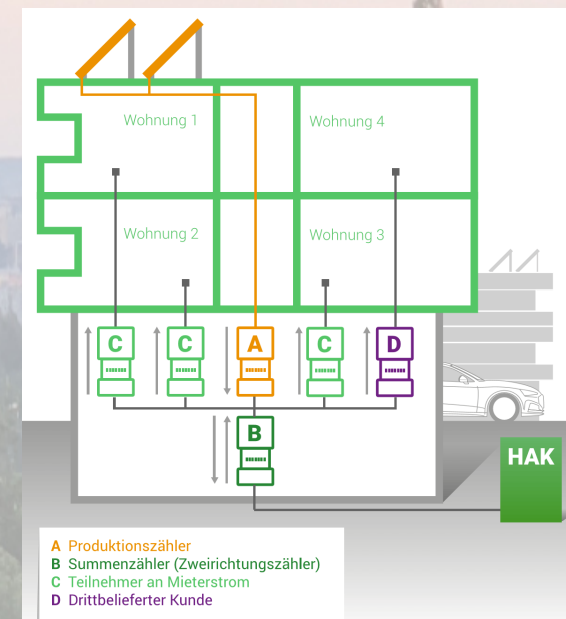 Wohnung 1
Wohnung 4
Wohnung 2
Wohnung 3
C
C
A
C
D
B
HAK
A Produktionszähler
B Summenzähler (Zweirichtungszähler)
C Teilnehmer an Mieterstrom
D Drittbelieferter Kunde